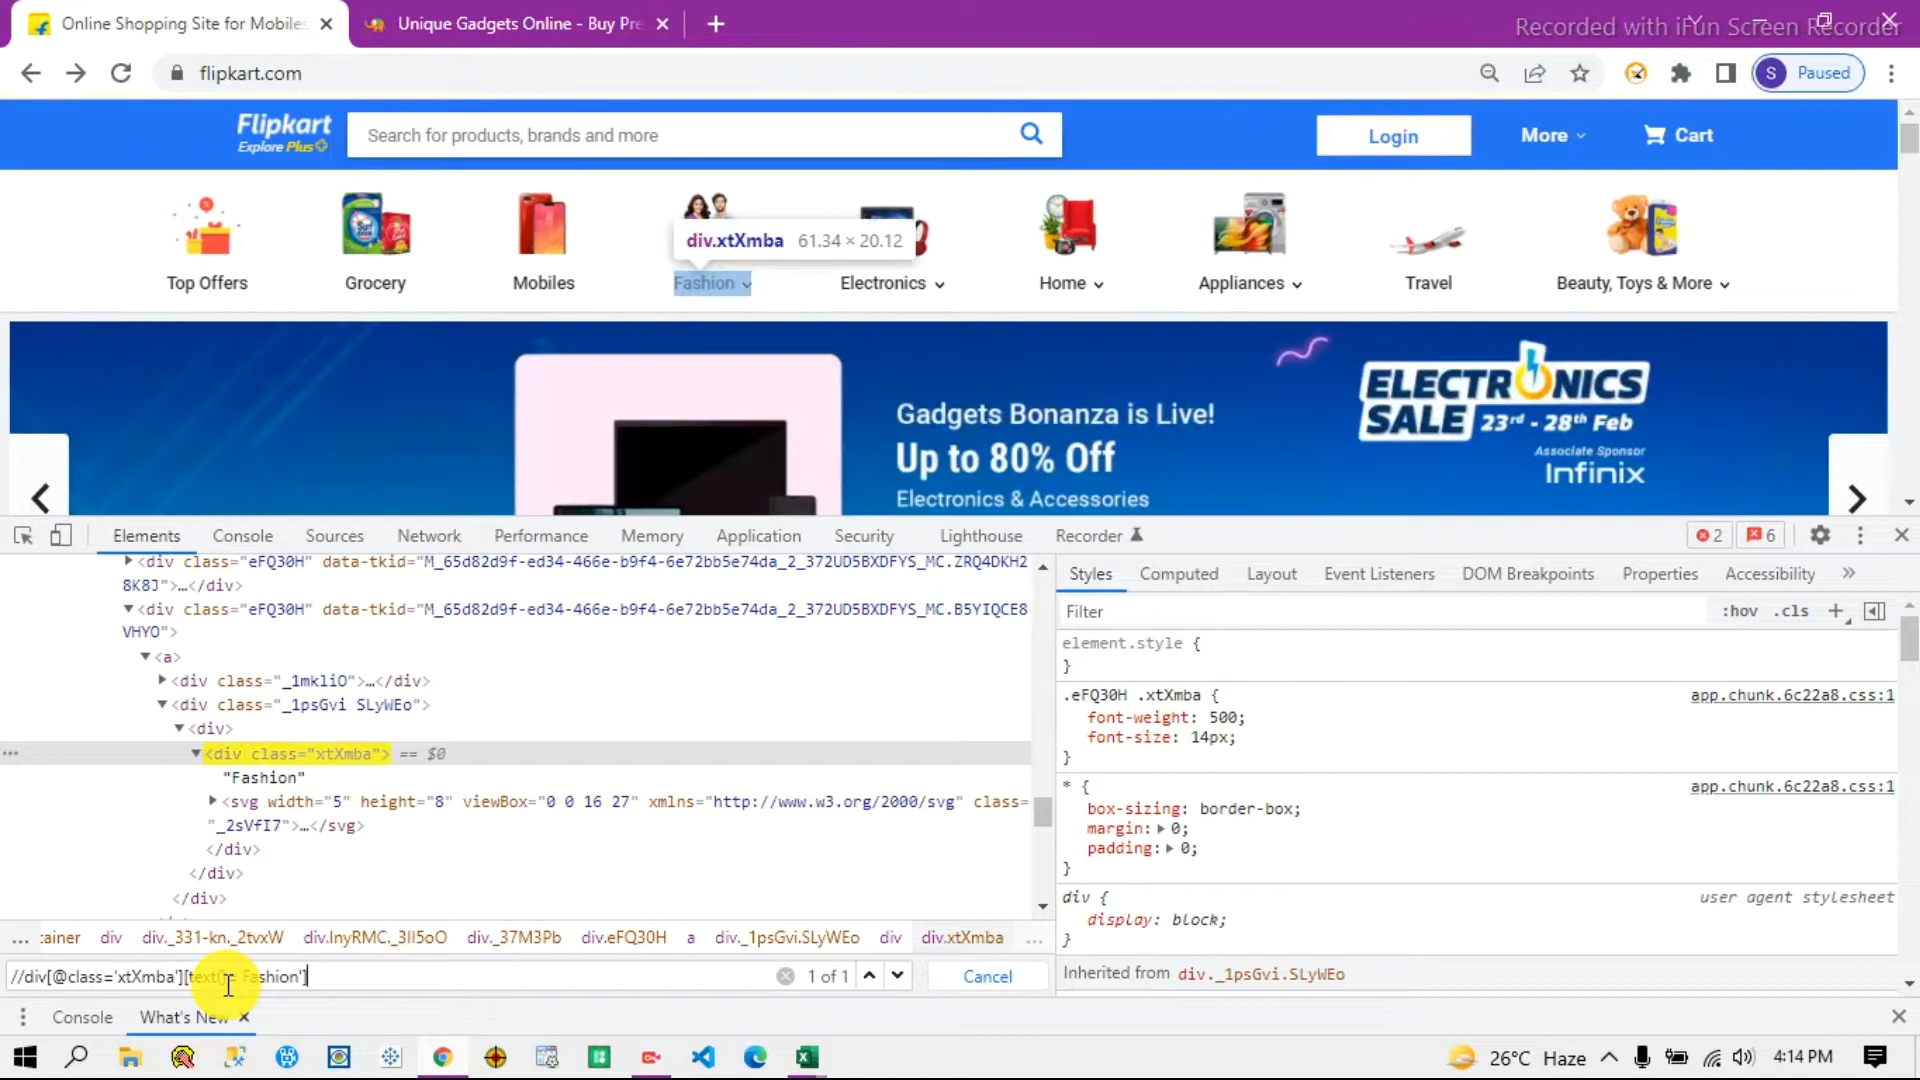 Online Shopping Site for Mobiles
Unique Gadgets Online - Buy Pre
Recorded with iFun Screen Recorder
flipkart.com
S Paused
Flipkart
Explore Plus
Search for products, brands and more
Login
More
Cart
div.xtXmba 61.34 × 20.12
Top Offers
Grocery
Mobiles
Fashion
Electronics
Home
Appliances
Travel
Beauty, Toys & More
Gadgets Bonanza is Live!
Up to 80% Off
Electronics & Accessories
ELECTRONICS
SALE 23rd - 28th Feb
Associate Sponsor
Infinix
Elements Console Sources Network Performance Memory Application Security Lighthouse Recorder 2 6
<div class="eFQ30H" data-tkid="M_65d82d9f-ed34-466e-b9f4-6e72bb5e74da_2_372UD5BXDFYS_MC.ZRQ4DKH2
8K8J">…</div>
<div class="eFQ30H" data-tkid="M_65d82d9f-ed34-466e-b9f4-6e72bb5e74da_2_372UD5BXDFYS_MC.B5YIQCE8
VHYO">
<a>
<div class="_1mkliO">…</div>
<div class="_1psGvi SLyWEo">
<div>
<div class="xtXmba"> == $0
"Fashion"
<svg width="5" height="8" viewBox="0 0 16 27" xmlns="http://www.w3.org/2000/svg" class=
"_2sVfI7">…</svg>
</div>
</div>
</div>
... tainer div div._331-kn._2tvxW div.InyRMC._3Il5oO div._37M3Pb div.eFQ30H a div._1psGvi.SLyWEo div div.xtXmba ...
//div[@class='xtXmba'][text Fashion']
1 of 1
Cancel
Styles Computed Layout Event Listeners DOM Breakpoints Properties Accessibility »
Filter
:hov .cls +
element.style {
}
.eFQ30H .xtXmba {
app.chunk.6c22a8.css:1
font-weight: 500;
font-size: 14px;
}
* {
app.chunk.6c22a8.css:1
box-sizing: border-box;
margin: 0;
padding: 0;
}
div {
user agent stylesheet
display: block;
}
Inherited from div._1psGvi.SLyWEo
Console
What's New
26°C Haze
4:14 PM